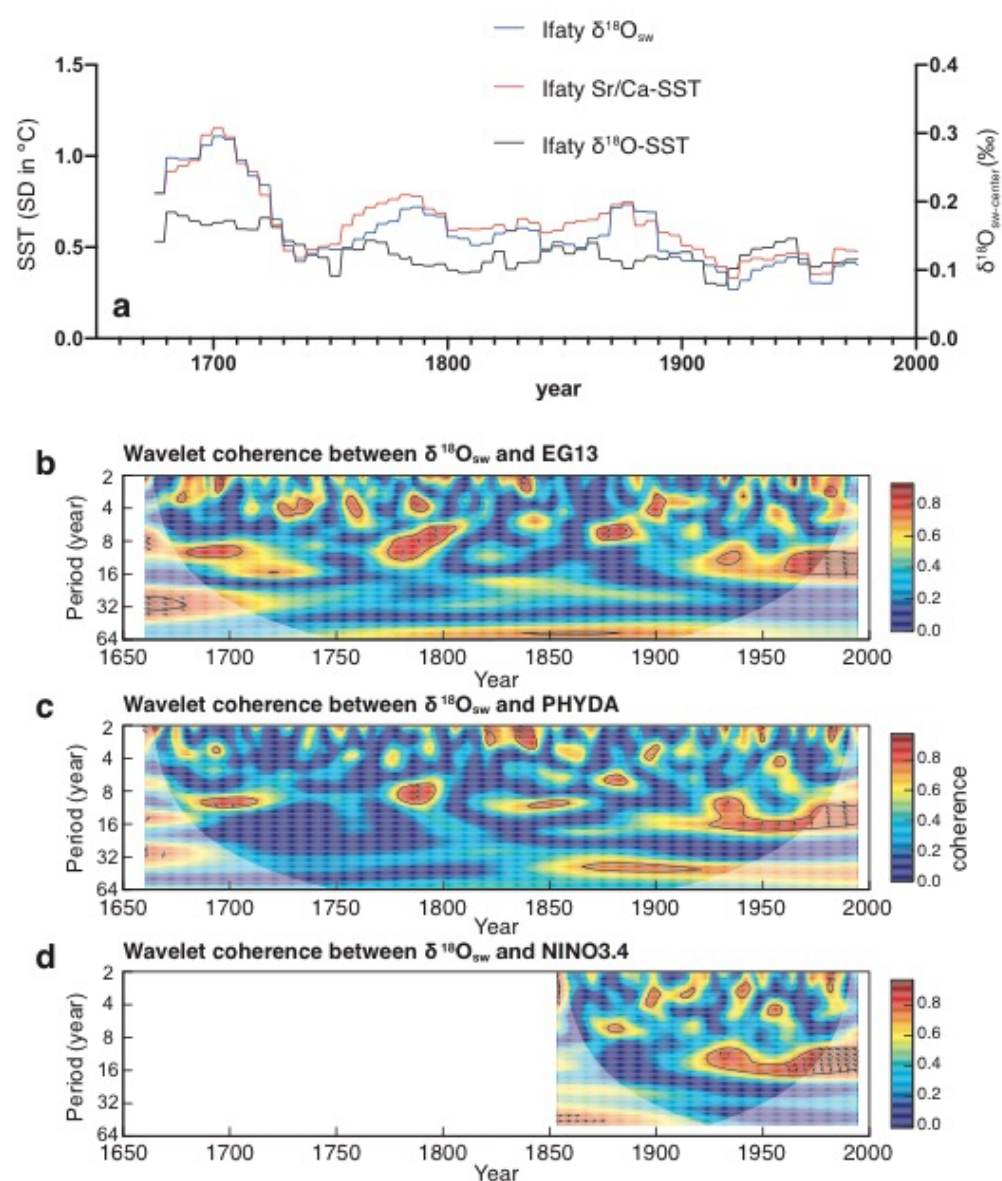 Ifaty δ¹⁸Osw
Ifaty Sr/Ca-SST
Ifaty δ¹⁸O-SST
1.5
1.0
0.5
0.0
SST (SD in °C)
0.4
0.3
0.2
0.1
0.0
δ¹⁸Osw-center(‰)
a
1700 1800 1900 2000
year
b
Wavelet coherence between δ¹⁸Osw and EG13
2
4
8
16
32
64
Period (year)
1650 1700 1750 1800 1850 1900 1950 2000
Year
0.8
0.6
0.4
0.2
0.0
c
Wavelet coherence between δ¹⁸Osw and PHYDA
2
4
8
16
32
64
Period (year)
1650 1700 1750 1800 1850 1900 1950 2000
Year
0.8
0.6
0.4
0.2
0.0
coherence
d
Wavelet coherence between δ¹⁸Osw and NINO3.4
2
4
8
16
32
64
Period (year)
1650 1700 1750 1800 1850 1900 1950 2000
Year
0.8
0.6
0.4
0.2
0.0